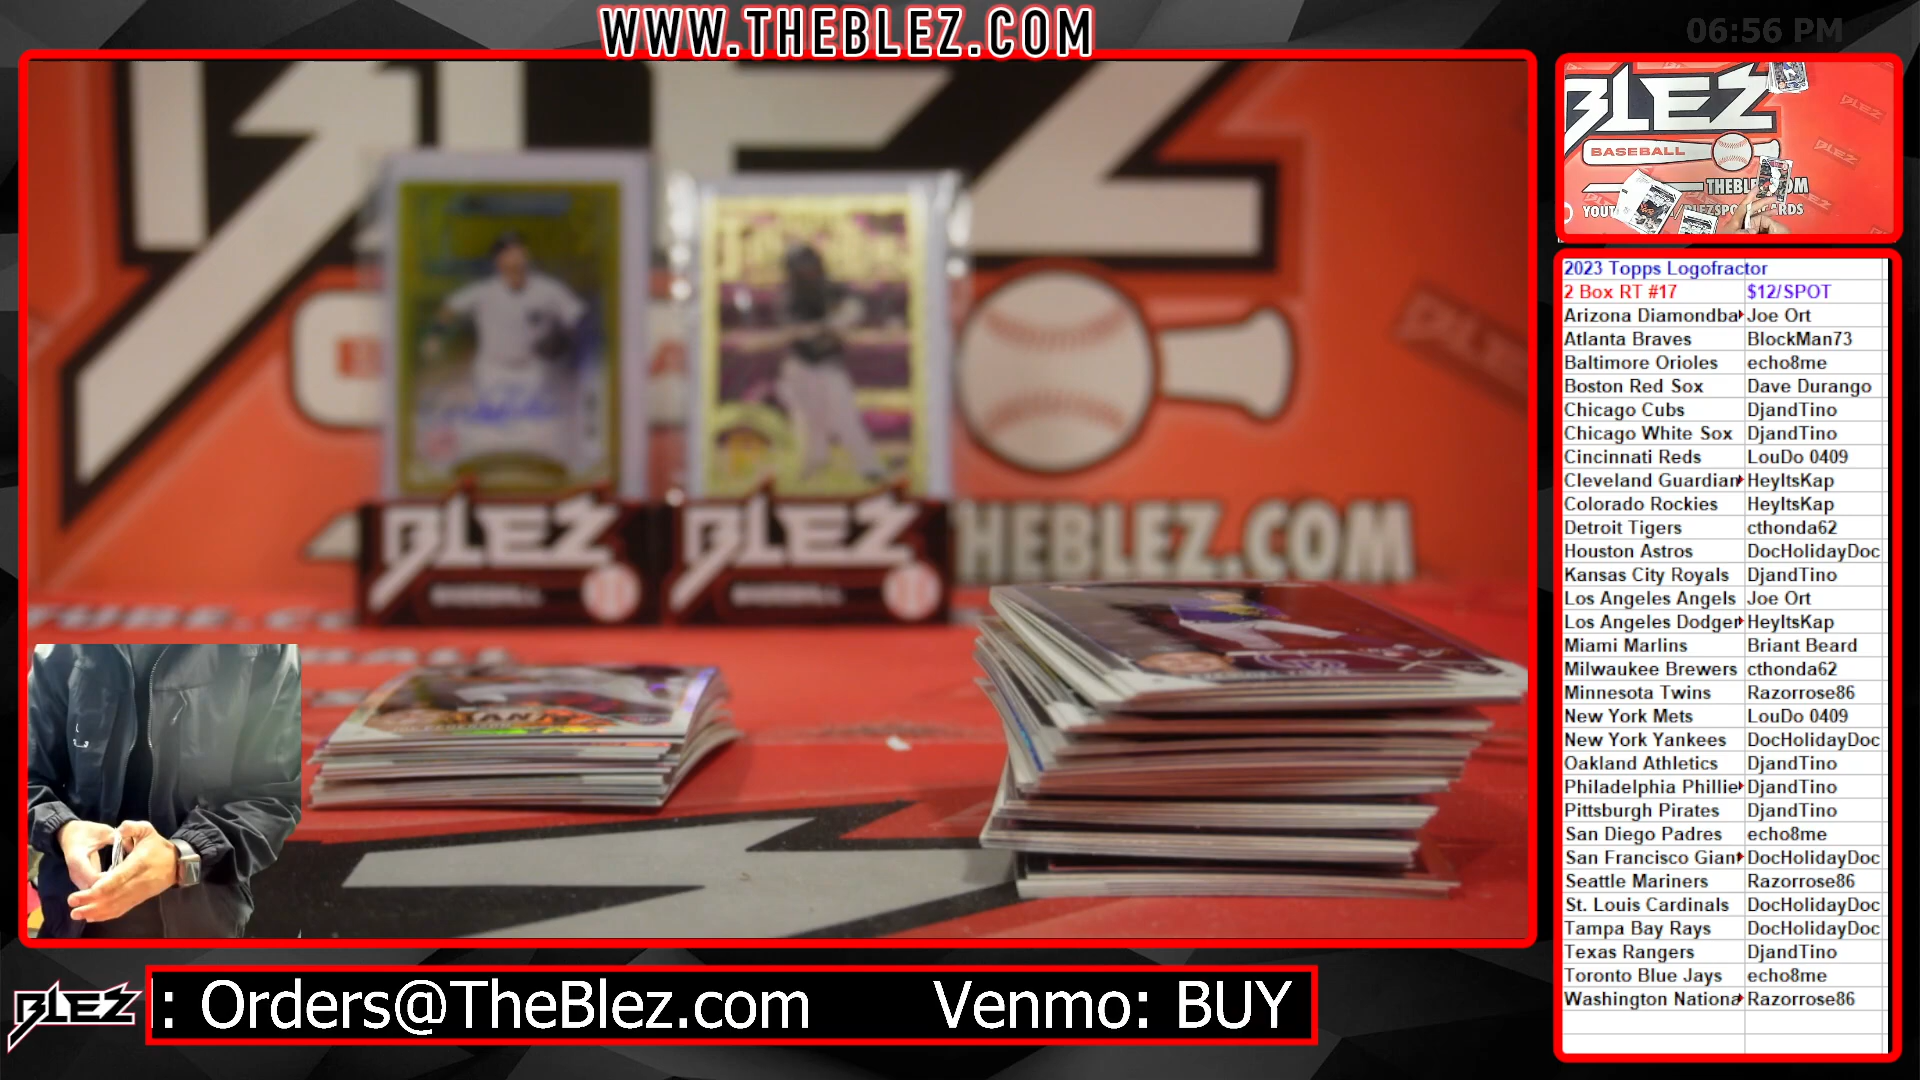 WWW.THEBLEZ.COM
06:56 PM
BLEZ
BASEBALL
BLEZ
BLEZ
THEBLEZ.COM
BLEZ
BASEBALL
2023 Topps Logofractor
2 Box RT #17 $12/SPOT
Arizona Diamondba Joe Ort
Atlanta Braves BlockMan73
Baltimore Orioles echo8me
Boston Red Sox Dave Durango
Chicago Cubs DjandTino
Chicago White Sox DjandTino
Cincinnati Reds LouDo 0409
Cleveland Guardian HeyItsKap
Colorado Rockies HeyItsKap
Detroit Tigers cthonda62
Houston Astros DocHolidayDoc
Kansas City Royals DjandTino
Los Angeles Angels Joe Ort
Los Angeles Dodger HeyItsKap
Miami Marlins Briant Beard
Milwaukee Brewers cthonda62
Minnesota Twins Razorrose86
New York Mets LouDo 0409
New York Yankees DocHolidayDoc
Oakland Athletics DjandTino
Philadelphia Phillie DjandTino
Pittsburgh Pirates DjandTino
San Diego Padres echo8me
San Francisco Gian DocHolidayDoc
Seattle Mariners Razorrose86
St. Louis Cardinals DocHolidayDoc
Tampa Bay Rays DocHolidayDoc
Texas Rangers DjandTino
Toronto Blue Jays echo8me
Washington Nationa Razorrose86
BLEZ
: Orders@TheBlez.com Venmo: BUY